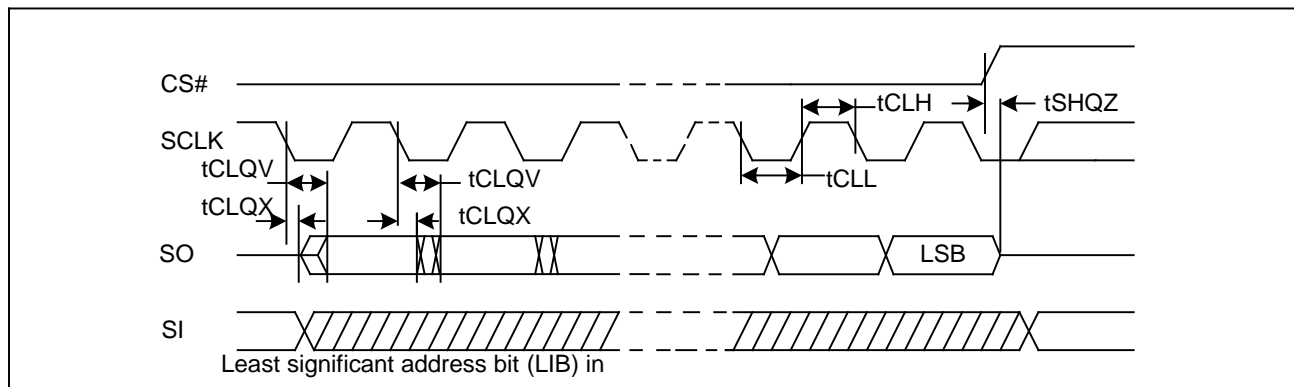 CS#
tCLH
tSHQZ
SCLK
tCLQV
tCLQV
tCLL
tCLQX
tCLQX
SO
LSB
SI
Least significant address bit (LIB) in